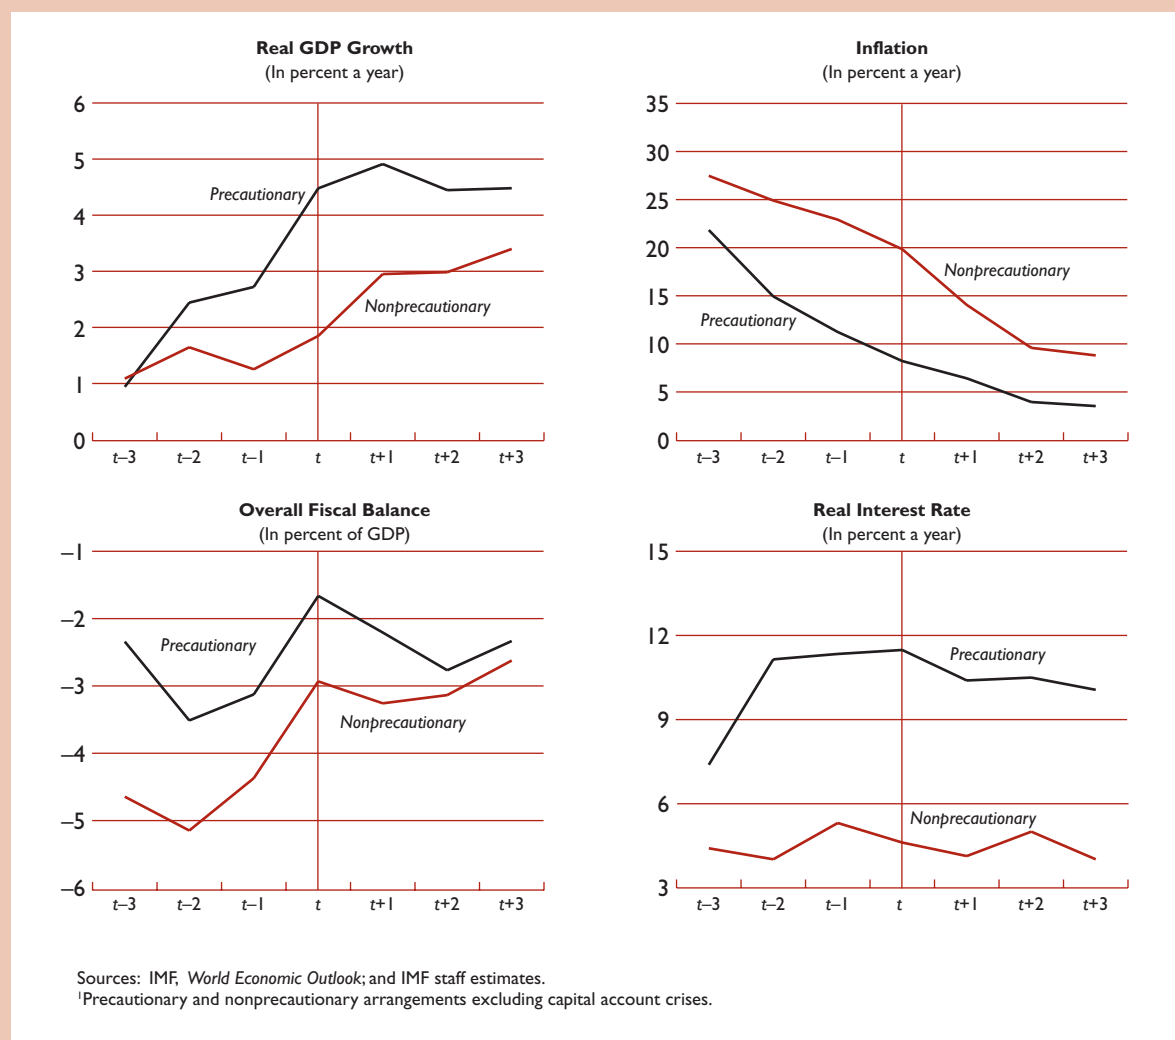 Real GDP Growth
(In percent a year)
6
5
4
3
2
1
0
Precautionary
Nonprecautionary
t–3 t–2 t–1 t t+1 t+2 t+3
Inflation
(In percent a year)
35
30
25
20
15
10
5
0
Nonprecautionary
Precautionary
t–3 t–2 t–1 t t+1 t+2 t+3
Overall Fiscal Balance
(In percent of GDP)
–1
–2
–3
–4
–5
–6
Precautionary
Nonprecautionary
t–3 t–2 t–1 t t+1 t+2 t+3
Real Interest Rate
(In percent a year)
15
12
9
6
3
Precautionary
Nonprecautionary
t–3 t–2 t–1 t t+1 t+2 t+3
Sources: IMF, World Economic Outlook; and IMF staff estimates.
¹Precautionary and nonprecautionary arrangements excluding capital account crises.